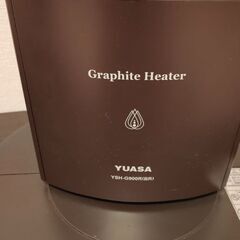 Graphite Heater
YUASA
YSH-G900R(BR)